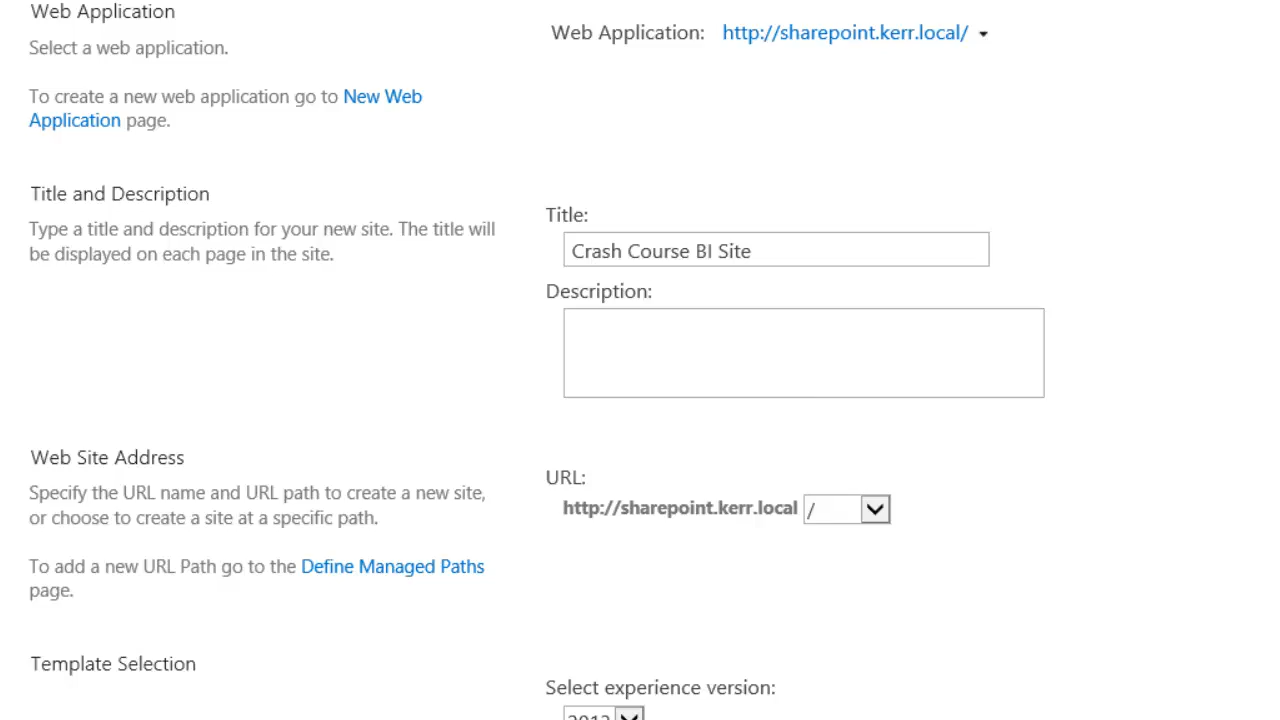 Web Application
Select a web application.
To create a new web application go to New Web
Application page.
Web Application: http://sharepoint.kerr.local/
Title and Description
Type a title and description for your new site. The title will
be displayed on each page in the site.
Title:
Crash Course BI Site
Description:
Web Site Address
Specify the URL name and URL path to create a new site,
or choose to create a site at a specific path.
To add a new URL Path go to the Define Managed Paths
page.
URL:
http://sharepoint.kerr.local /
Template Selection
Select experience version:
2013